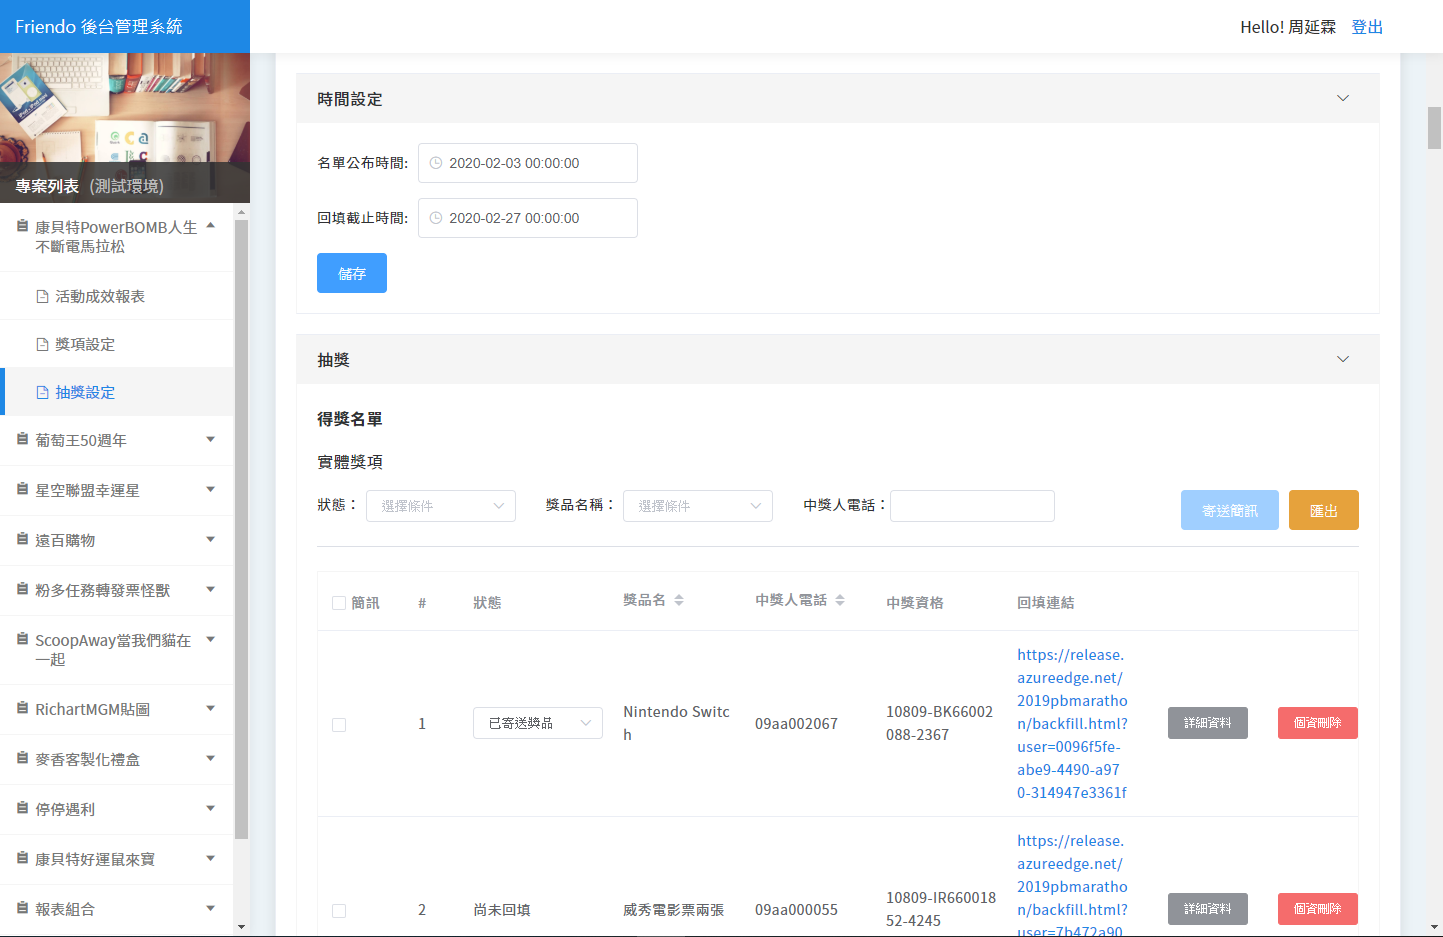 Friendo 後台管理系統
Hello! 周延霖 登出
專案列表 (測試環境)
康貝特PowerBOMB人生
不斷電馬拉松
活動成效報表
獎項設定
抽獎設定
葡萄王50週年
星空聯盟幸運星
遠百購物
粉多任務轉發票怪獸
ScoopAway當我們貓在
一起
RichartMGM貼圖
麥香客製化禮盒
停停遇利
康貝特好運鼠來寶
報表組合
時間設定
名單公布時間: 2020-02-03 00:00:00
回填截止時間: 2020-02-27 00:00:00
儲存
抽獎
得獎名單
實體獎項
狀態： 選擇條件 獎品名稱： 選擇條件 中獎人電話： 寄送簡訊 匯出
簡訊 # 狀態 獎品名 中獎人電話 中獎資格 回填連結
1 已寄送獎品 Nintendo Switc
h 09aa002067 10809-BK66002
088-2367 https://release.
azureedge.net/
2019pbmaratho
n/backfill.html?
user=0096f5fe-
abe9-4490-a97
0-314947e3361f 詳細資料 個資刪除
2 尚未回填 威秀電影票兩張 09aa000055 10809-IR660018
52-4245 https://release.
azureedge.net/
2019pbmaratho
n/backfill.html?
user=7b472a90 詳細資料 個資刪除